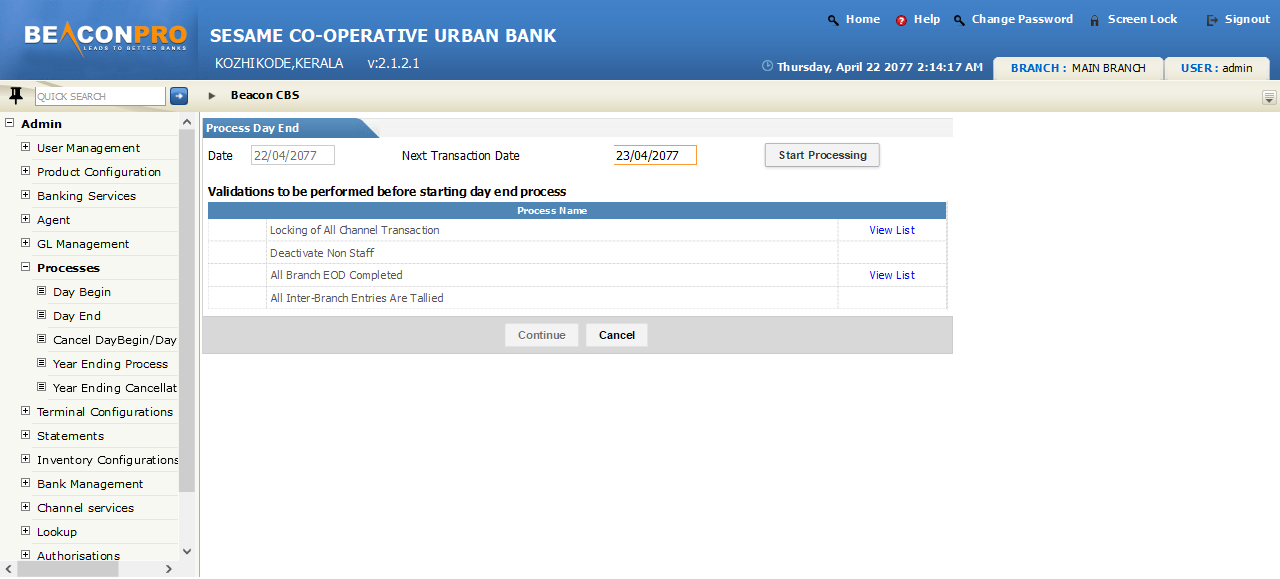 Home Help Change Password Screen Lock Signout
BEACONPRO
LEADS TO BETTER BANKS
SESAME CO-OPERATIVE URBAN BANK
KOZHIKODE,KERALA v:2.1.2.1
Thursday, April 22 2077 2:14:17 AM BRANCH : MAIN BRANCH USER : admin
QUICK SEARCH
Beacon CBS
Admin
User Management
Product Configuration
Banking Services
Agent
GL Management
Processes
Day Begin
Day End
Cancel DayBegin/Day
Year Ending Process
Year Ending Cancellat
Terminal Configurations
Statements
Inventory Configurations
Bank Management
Channel services
Lookup
Authorisations
Process Day End
Date 22/04/2077 Next Transaction Date 23/04/2077 Start Processing
Validations to be performed before starting day end process
Process Name
Locking of All Channel Transaction View List
Deactivate Non Staff
All Branch EOD Completed View List
All Inter-Branch Entries Are Tallied
Continue Cancel